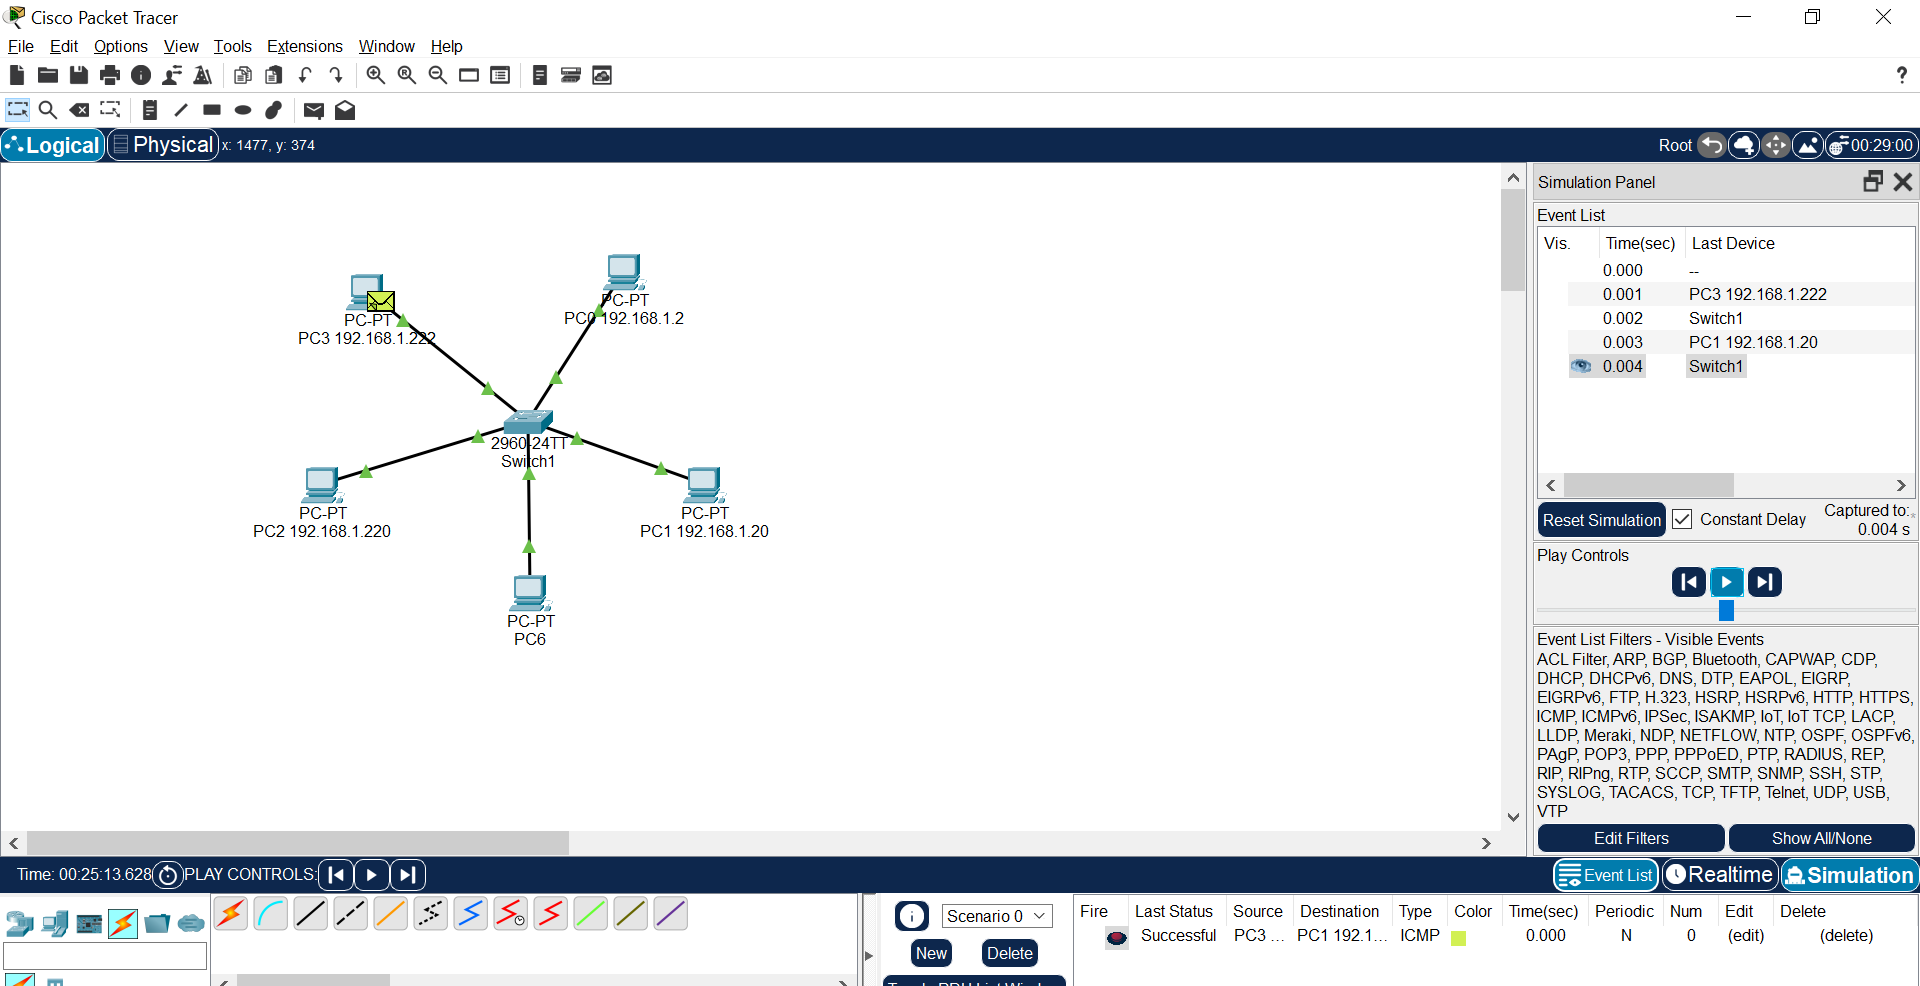 Cisco Packet Tracer
File Edit Options View Tools Extensions Window Help
?
Logical Physical x: 1477, y: 374 Root 00:29:00
Simulation Panel
Event List
Vis. Time(sec) Last Device
0.000 --
0.001 PC3 192.168.1.222
0.002 Switch1
0.003 PC1 192.168.1.20
0.004 Switch1
PC-PT
PC0 192.168.1.2
PC-PT
PC3 192.168.1.222
2960-24TT
Switch1
PC-PT
PC2 192.168.1.220
PC-PT
PC1 192.168.1.20
PC-PT
PC6
Reset Simulation Constant Delay Captured to:
0.004 s
Play Controls
Event List Filters - Visible Events
ACL Filter, ARP, BGP, Bluetooth, CAPWAP, CDP,
DHCP, DHCPv6, DNS, DTP, EAPOL, EIGRP,
EIGRPv6, FTP, H.323, HSRP, HSRPv6, HTTP, HTTPS,
ICMP, ICMPv6, IPSec, ISAKMP, IoT, IoT TCP, LACP,
LLDP, Meraki, NDP, NETFLOW, NTP, OSPF, OSPFv6,
PAgP, POP3, PPP, PPPoED, PTP, RADIUS, REP,
RIP, RIPng, RTP, SCCP, SMTP, SNMP, SSH, STP,
SYSLOG, TACACS, TCP, TFTP, Telnet, UDP, USB,
VTP
Edit Filters Show All/None
Time: 00:25:13.628 PLAY CONTROLS: Event List Realtime Simulation
Scenario 0
New Delete
Fire Last Status Source Destination Type Color Time(sec) Periodic Num Edit Delete
Successful PC3 ... PC1 192.1... ICMP 0.000 N 0 (edit) (delete)